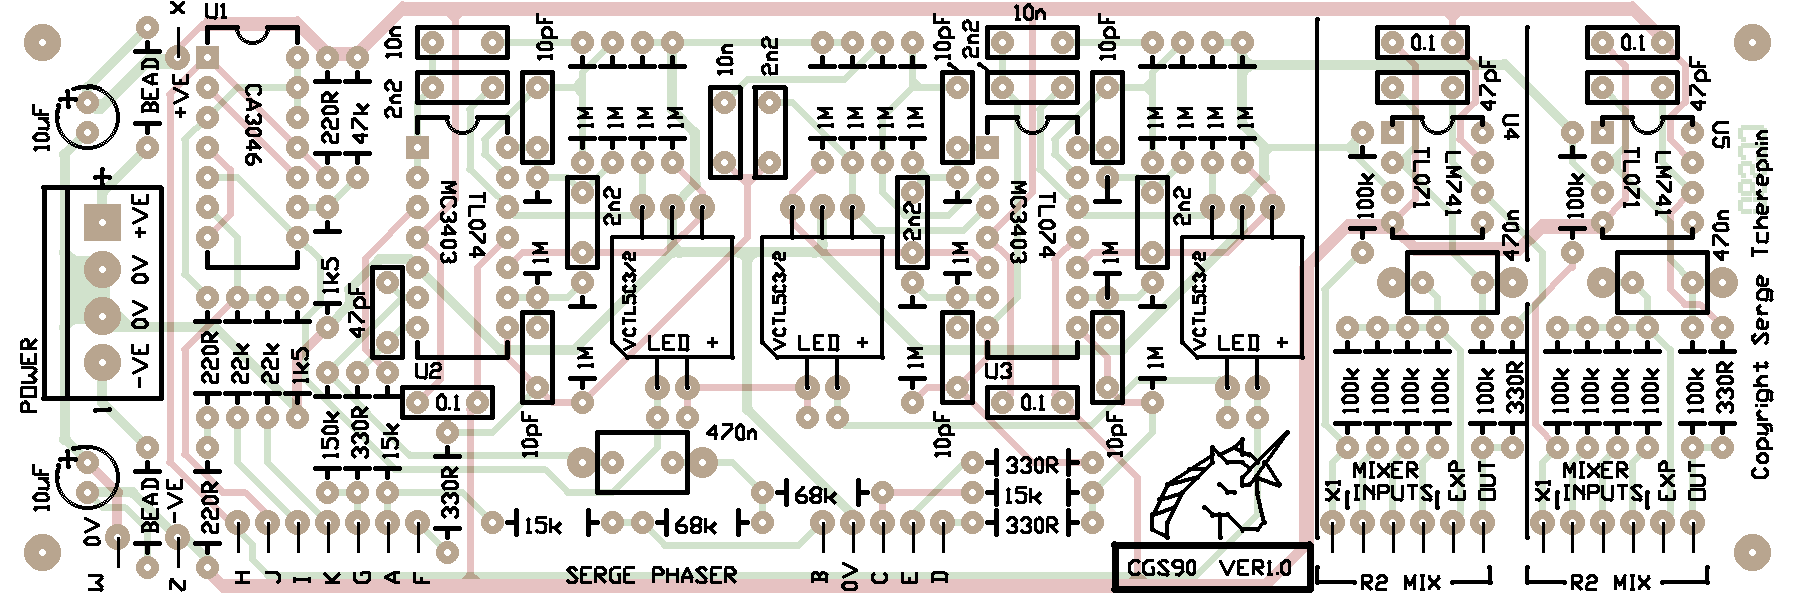 X
U1
10n
10pF
10n
2n2
10pF
2n2
10n
10pF
0.1
0.1
BEAD
+VE
10uF
+
CA3046
220R
47k
2n2
1M
1M
1M
1M
1M
1M
1M
1M
1M
1M
1M
1M
47pF
U4
47pF
U5
TL071
LM741
TL071
LM741
100k
100k
MC3403
TL074
2n2
2n2
MC3403
TL074
470n
470n
Copyright Serge Tcherepnin
+
+VE
0V
0V
-VE
-
POWER
1k5
47pF
1M
1M
1M
VCTL5C3/2
LED +
VCTL5C3/2
LED +
VCTL5C3/2
LED +
220R
22k
22k
1k5
U2
0.1
1M
1M
U3
0.1
150k
330R
15k
330R
10pF
470n
10pF
10pF
100k
100k
100k
100k
100k
330R
100k
100k
100k
100k
100k
330R
10uF
+
BEAD
-VE
220R
0V
W
Z
15k
68k
68k
330R
15k
330R
X1
MIXER
INPUTS
EXP
OUT
X1
MIXER
INPUTS
EXP
OUT
H
J
I
K
G
A
F
SERGE PHASER
B
0V
C
E
D
CGS90 VER1.0
R2 MIX
R2 MIX